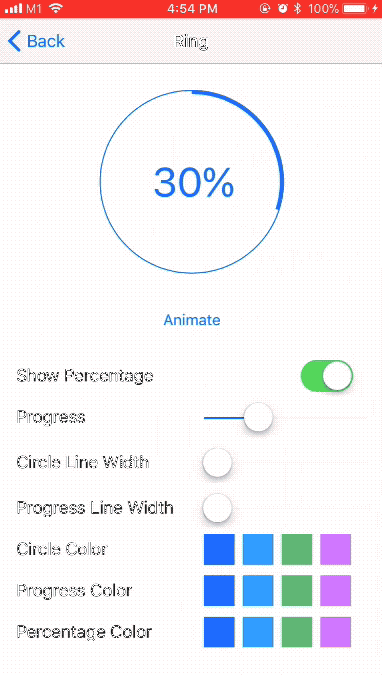 M1 4:54 PM 100%
Back Ring
30%
Animate
Show Percentage
Progress
Circle Line Width
Progress Line Width
Circle Color
Progress Color
Percentage Color